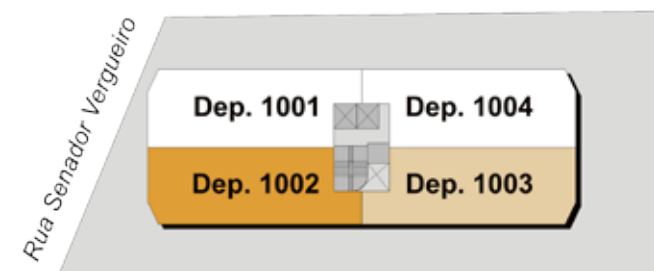 Rua Senador Vergueiro
Dep. 1001
Dep. 1004
Dep. 1002
Dep. 1003